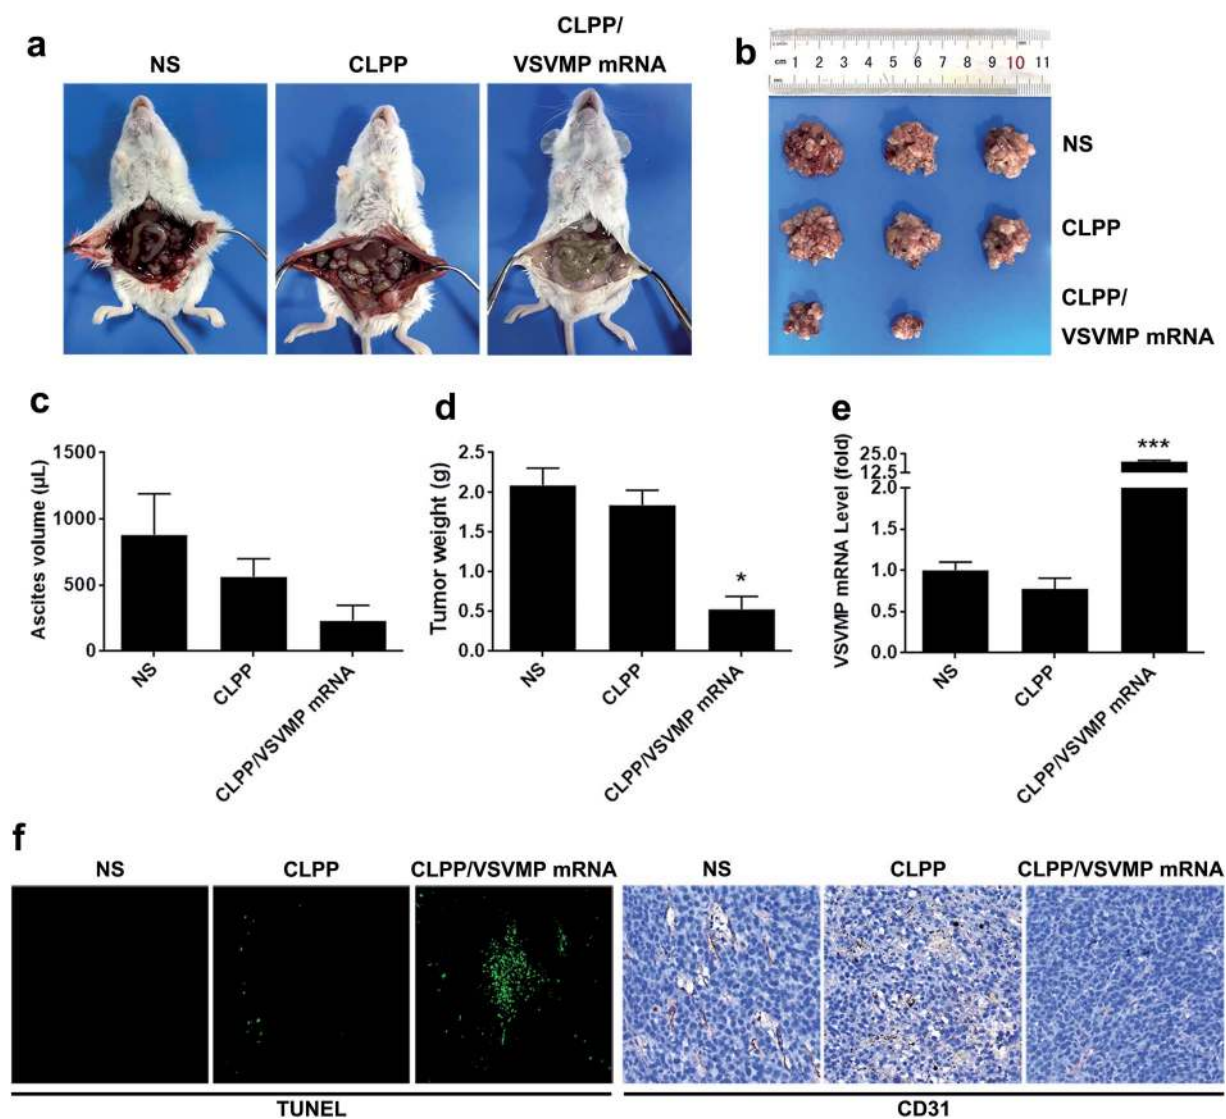 a
NS
CLPP
CLPP/
VSVMP mRNA
b
cm 1 2 3 4 5 6 7 8 9 10 11
NS
CLPP
CLPP/
VSVMP mRNA
c
Ascites volume (µL)
1500
1000
500
0
NS
CLPP
CLPP/VSVMP mRNA
d
Tumor weight (g)
2.5
2.0
1.5
1.0
0.5
0.0
*
NS
CLPP
CLPP/VSVMP mRNA
e
VSVMP mRNA Level (fold)
25.0
12.5
2.0
1.5
1.0
0.5
0.0
***
NS
CLPP
CLPP/VSVMP mRNA
f
NS
CLPP
CLPP/VSVMP mRNA
NS
CLPP
CLPP/VSVMP mRNA
TUNEL
CD31